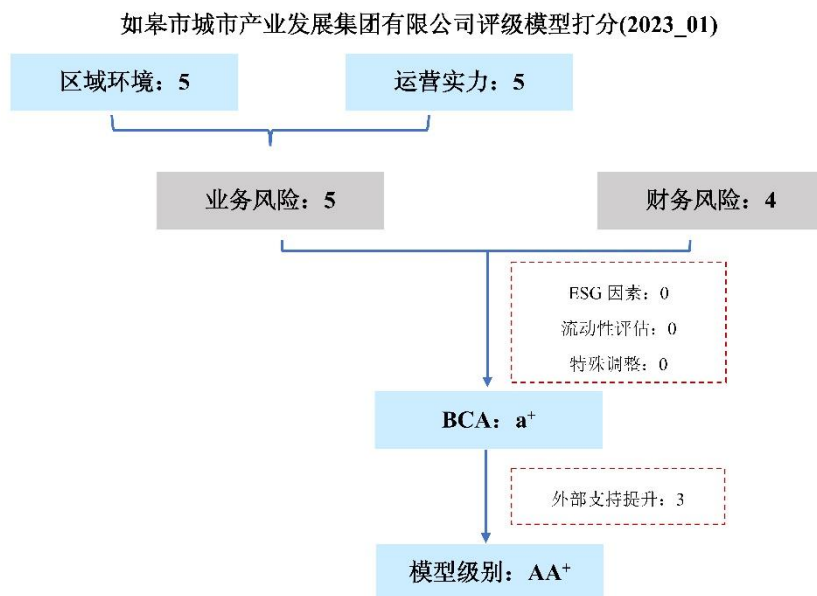 如皋市城市产业发展集团有限公司评级模型打分(2023_01)
区域环境：5
运营实力：5
业务风险：5
财务风险：4
ESG 因素：0
流动性评估：0
特殊调整：0
BCA：a⁺
外部支持提升：3
模型级别：AA⁺